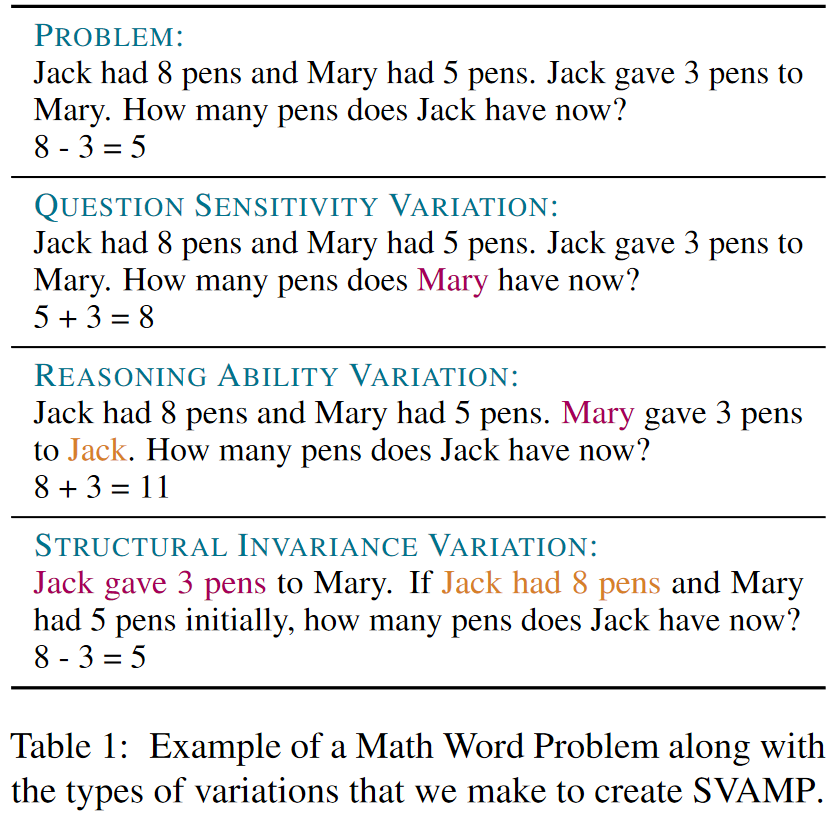 PROBLEM:
Jack had 8 pens and Mary had 5 pens. Jack gave 3 pens to
Mary. How many pens does Jack have now?
8 - 3 = 5
QUESTION SENSITIVITY VARIATION:
Jack had 8 pens and Mary had 5 pens. Jack gave 3 pens to
Mary. How many pens does Mary have now?
5 + 3 = 8
REASONING ABILITY VARIATION:
Jack had 8 pens and Mary had 5 pens. Mary gave 3 pens
to Jack. How many pens does Jack have now?
8 + 3 = 11
STRUCTURAL INVARIANCE VARIATION:
Jack gave 3 pens to Mary. If Jack had 8 pens and Mary
had 5 pens initially, how many pens does Jack have now?
8 - 3 = 5
Table 1: Example of a Math Word Problem along with
the types of variations that we make to create SVAMP.